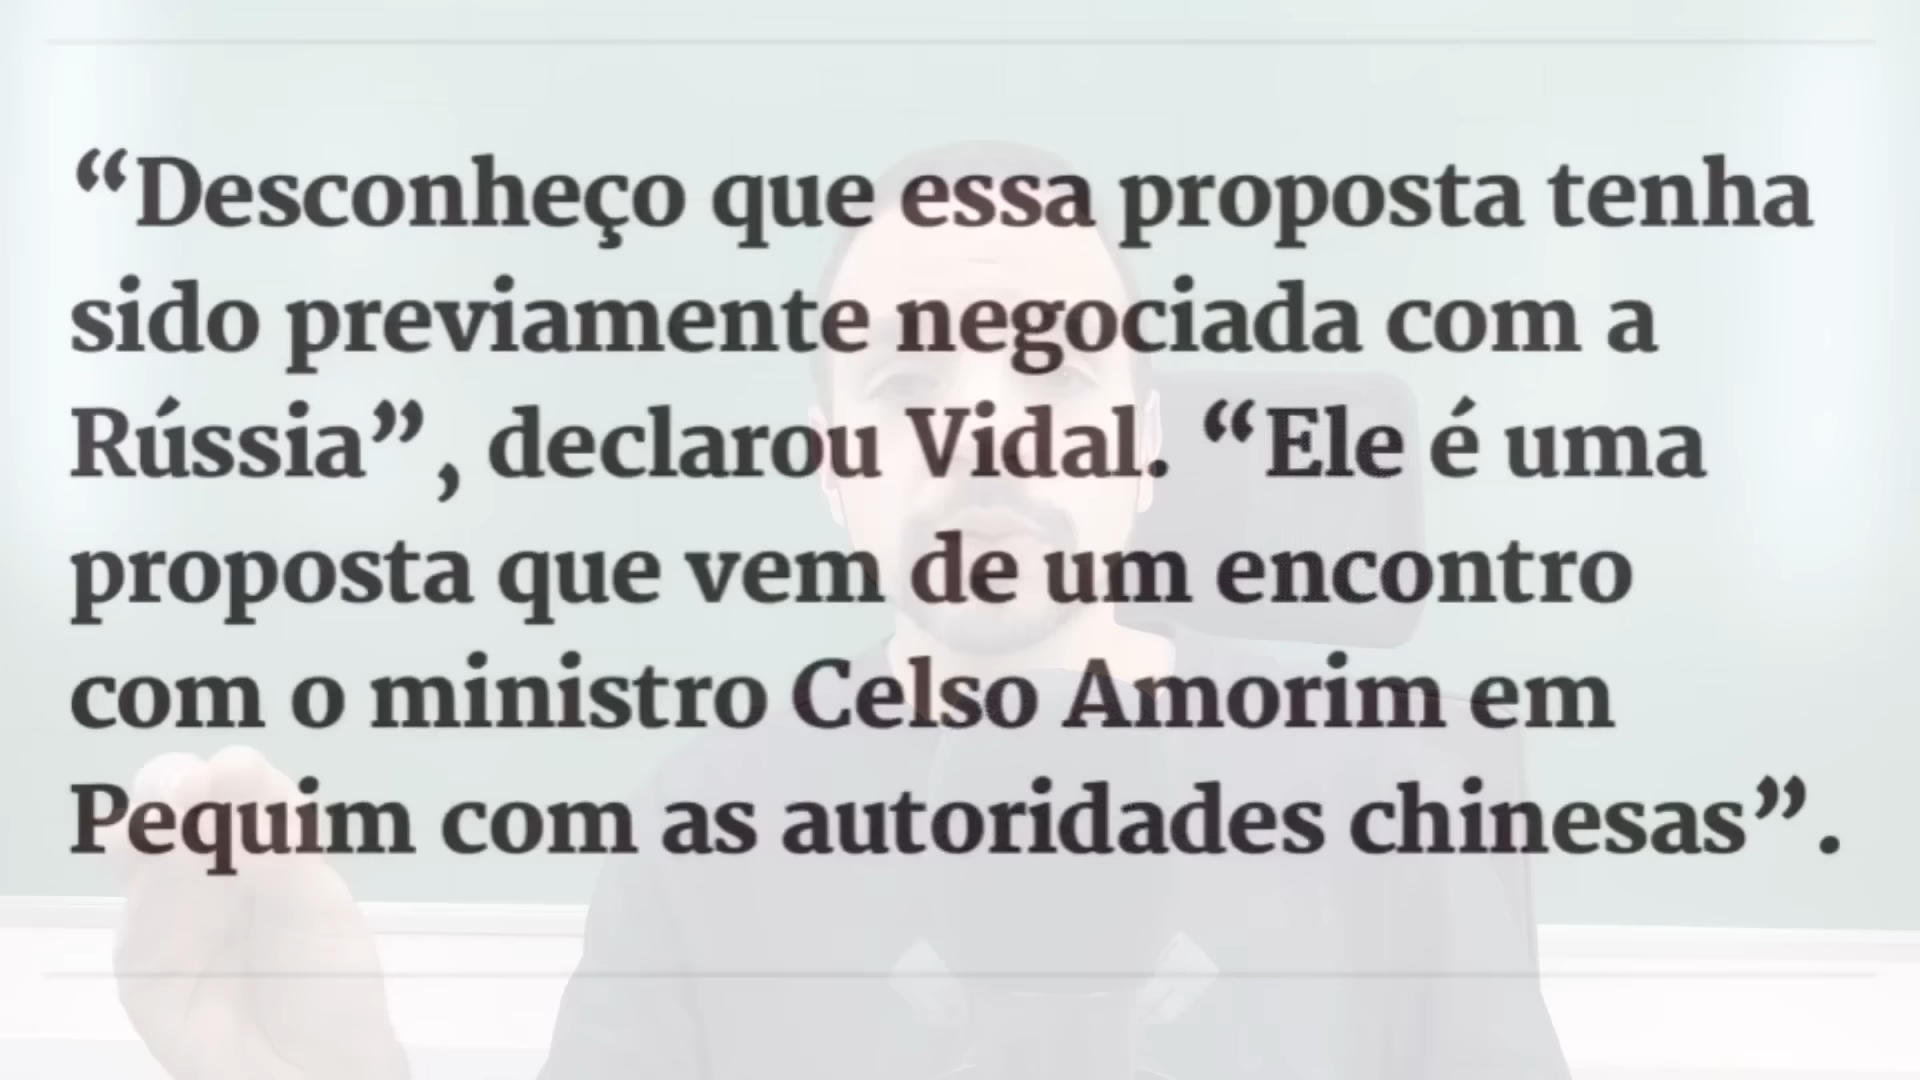 “Desconheço que essa proposta tenha
sido previamente negociada com a
Rússia”, declarou Vidal. “Ele é uma
proposta que vem de um encontro
com o ministro Celso Amorim em
Pequim com as autoridades chinesas”.